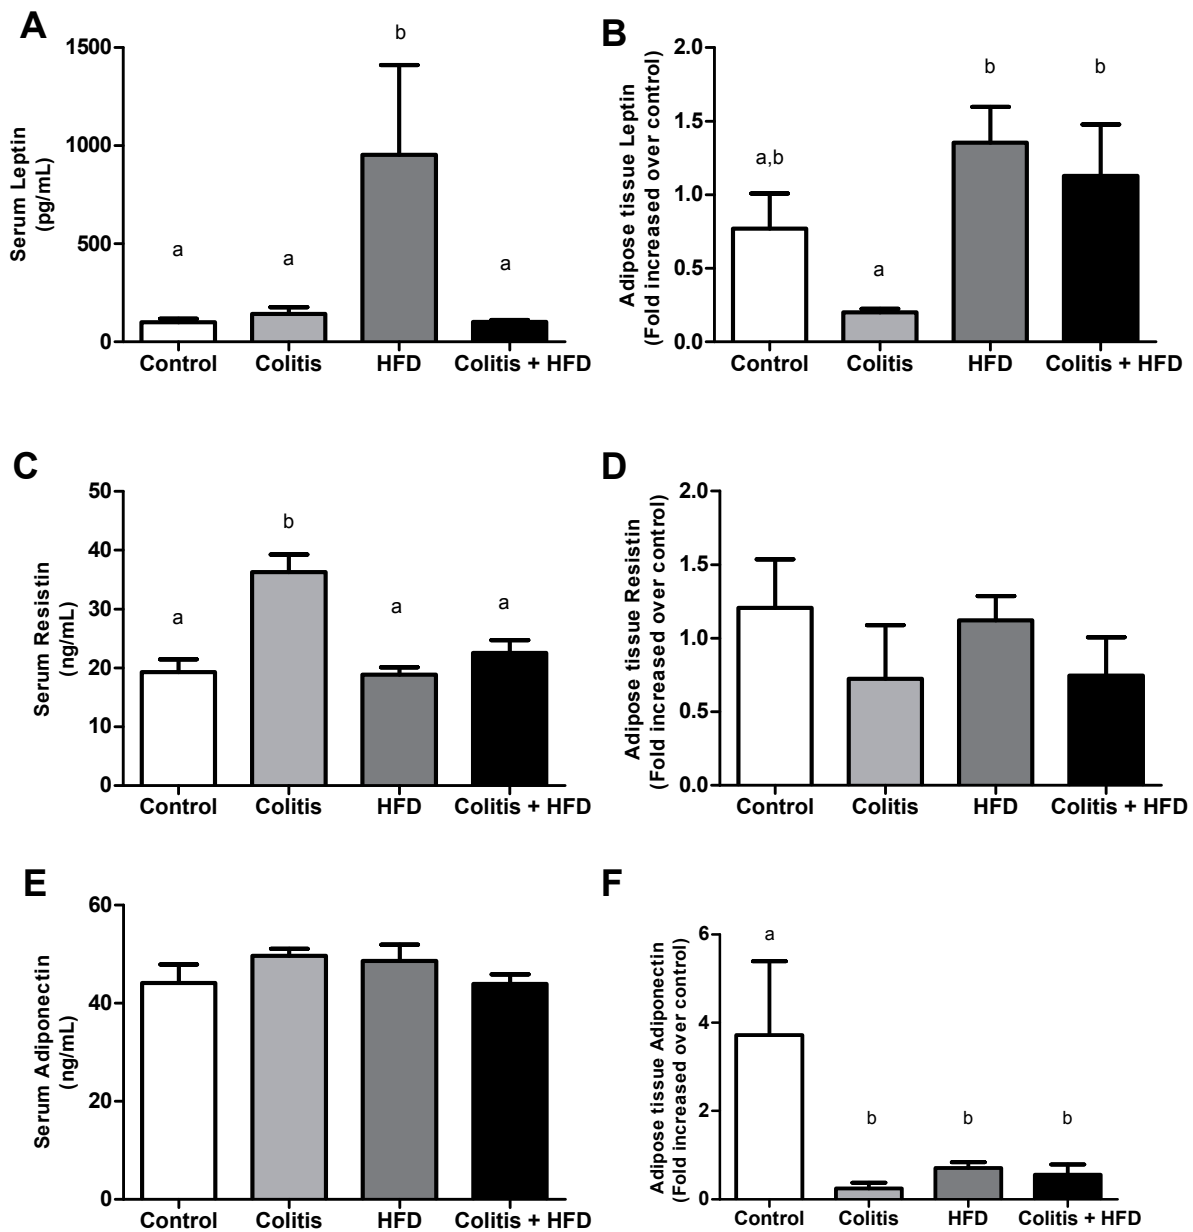 A
Serum Leptin
(pg/mL)
1500
1000
500
0
a
a
b
a
Control
Colitis
HFD
Colitis + HFD
B
Adipose tissue Leptin
(Fold increased over control)
2.0
1.5
1.0
0.5
0.0
a,b
a
b
b
Control
Colitis
HFD
Colitis + HFD
C
Serum Resistin
(ng/mL)
50
40
30
20
10
0
a
b
a
a
Control
Colitis
HFD
Colitis + HFD
D
Adipose tissue Resistin
(Fold increased over control)
2.0
1.5
1.0
0.5
0.0
Control
Colitis
HFD
Colitis + HFD
E
Serum Adiponectin
(ng/mL)
60
40
20
0
Control
Colitis
HFD
Colitis + HFD
F
Adipose tissue Adiponectin
(Fold increased over control)
6
4
2
0
a
b
b
b
Control
Colitis
HFD
Colitis + HFD